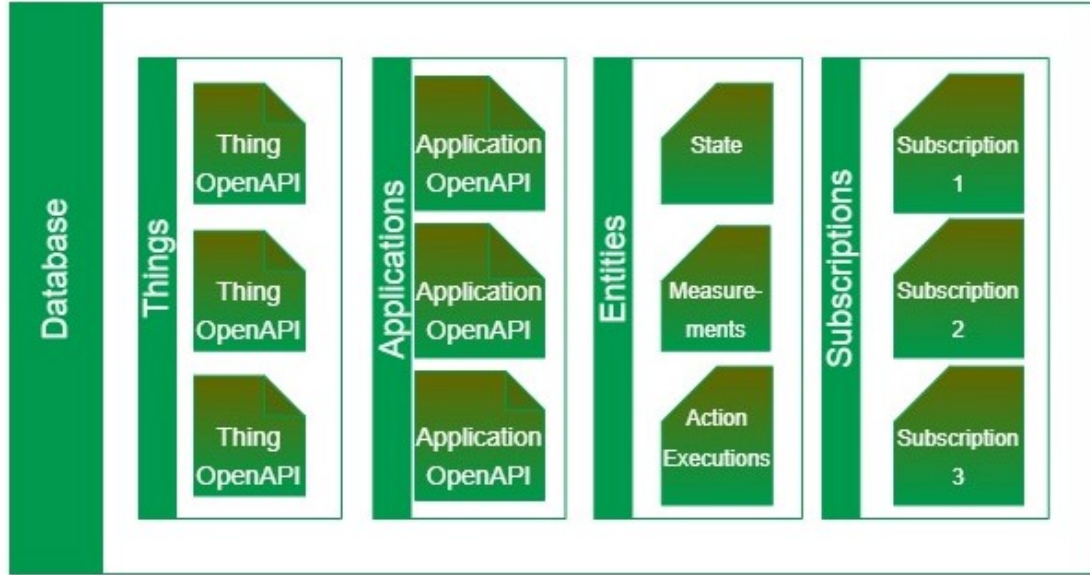 Database
Things
Thing
OpenAPI
Thing
OpenAPI
Thing
OpenAPI
Applications
Application
OpenAPI
Application
OpenAPI
Application
OpenAPI
Entities
State
Measure-
ments
Action
Executions
Subscriptions
Subscription
1
Subscription
2
Subscription
3